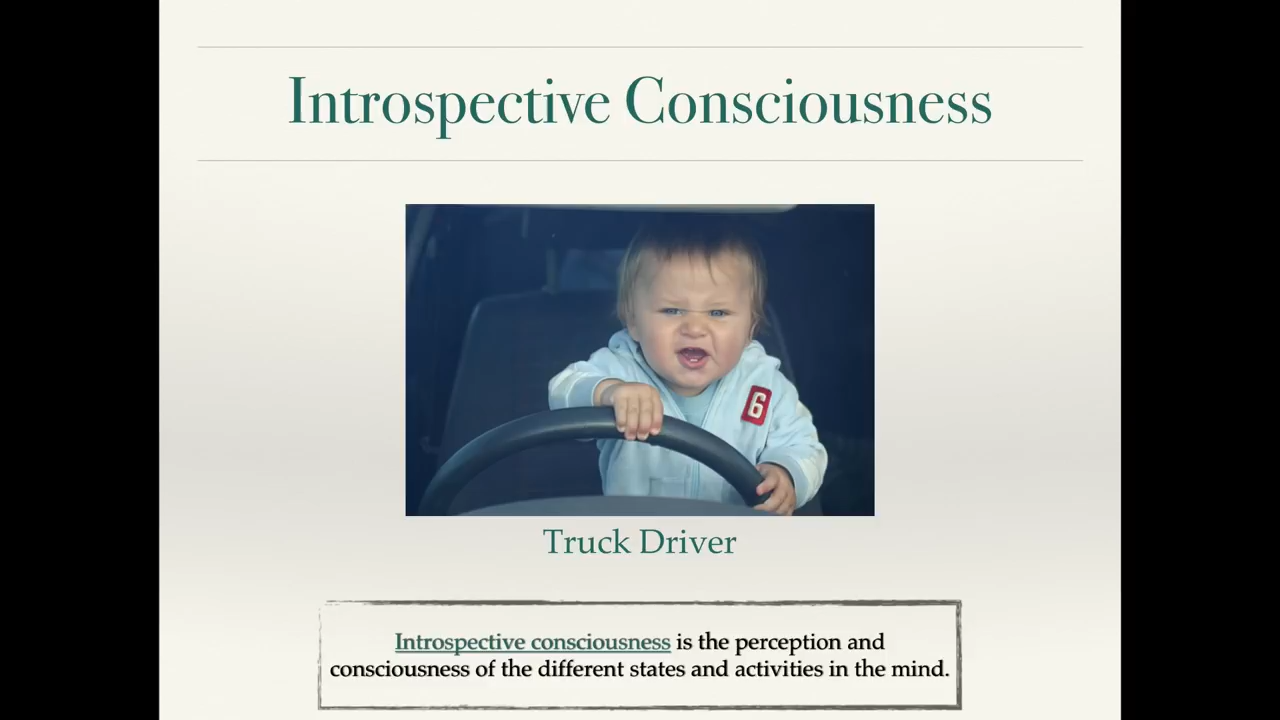 Introspective Consciousness
6
Truck Driver
Introspective consciousness is the perception and
consciousness of the different states and activities in the mind.